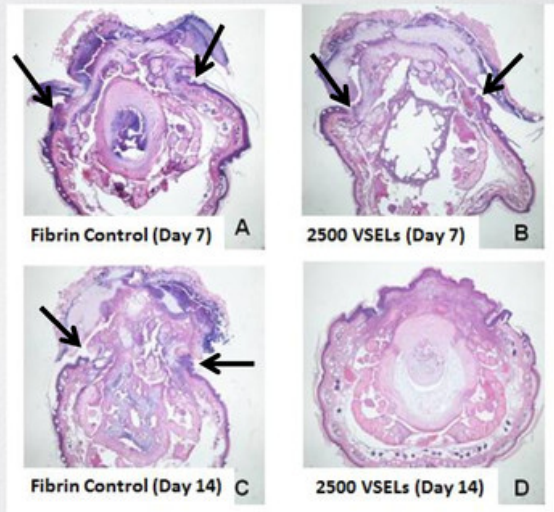 Fibrin Control (Day 7) A
2500 VSELs (Day 7) B
Fibrin Control (Day 14) C
2500 VSELs (Day 14) D